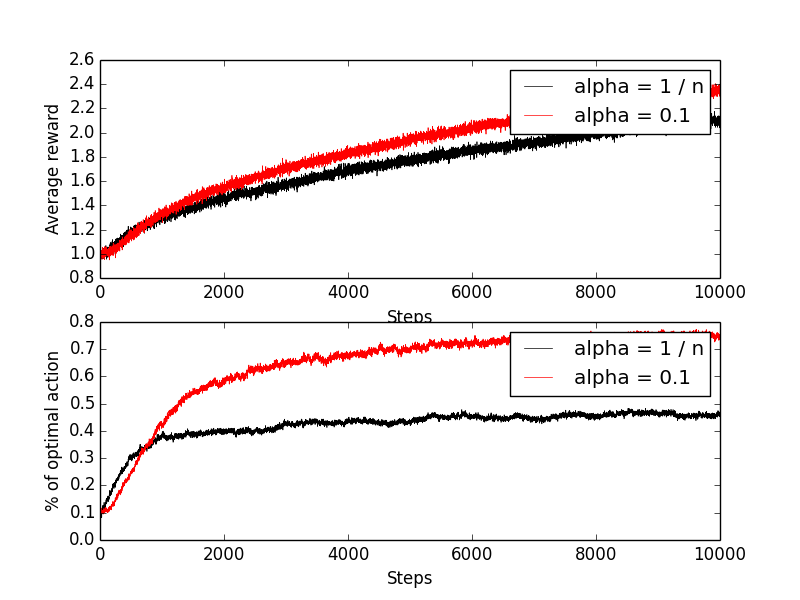 2.6
2.4
2.2
2.0
1.8
1.6
1.4
1.2
1.0
0.8
Average reward
alpha = 1 / n
alpha = 0.1
0 2000 4000 6000 8000 10000
Steps
0.8
0.7
0.6
0.5
0.4
0.3
0.2
0.1
0.0
% of optimal action
alpha = 1 / n
alpha = 0.1
0 2000 4000 6000 8000 10000
Steps